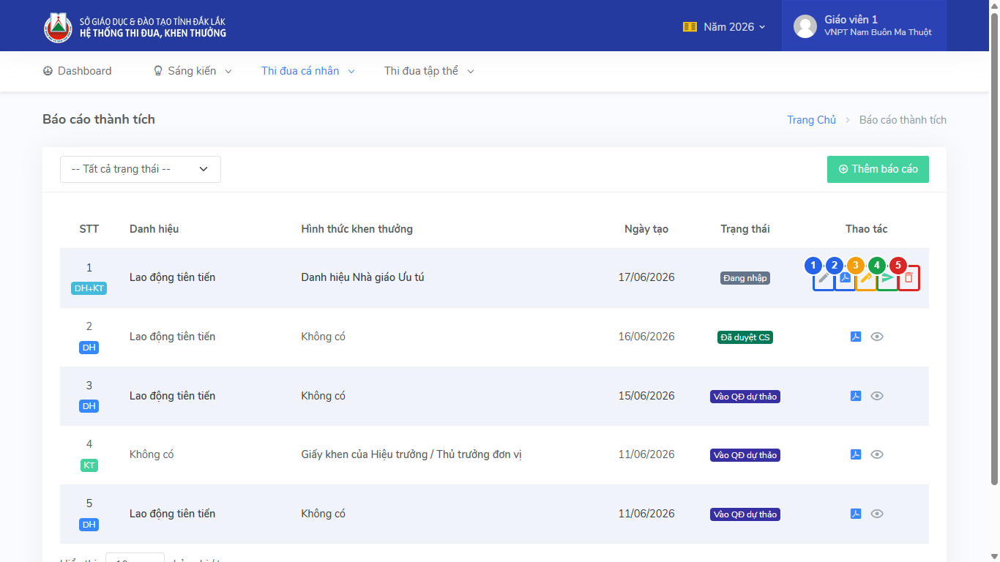 SỞ GIÁO DỤC & ĐÀO TẠO TỈNH ĐẮK LẮK
HỆ THỐNG THI ĐUA, KHEN THƯỞNG
Năm 2026
Giáo viên 1
VNPT Nam Buôn Ma Thuột
Dashboard
Sáng kiến
Thi đua cá nhân
Thi đua tập thể
Báo cáo thành tích
Trang Chủ
Báo cáo thành tích
-- Tất cả trạng thái --
Thêm báo cáo
STT Danh hiệu Hình thức khen thưởng Ngày tạo Trạng thái Thao tác
1 2 3 4 5
1
DH+KT
Lao động tiên tiến Danh hiệu Nhà giáo Ưu tú 17/06/2026 Đang nhập
2
DH
Lao động tiên tiến Không có 16/06/2026 Đã duyệt CS
3
DH
Lao động tiên tiến Không có 15/06/2026 Vào QĐ dự thảo
4
KT
Không có Giấy khen của Hiệu trưởng / Thủ trưởng đơn vị 11/06/2026 Vào QĐ dự thảo
5
DH
Lao động tiên tiến Không có 11/06/2026 Vào QĐ dự thảo